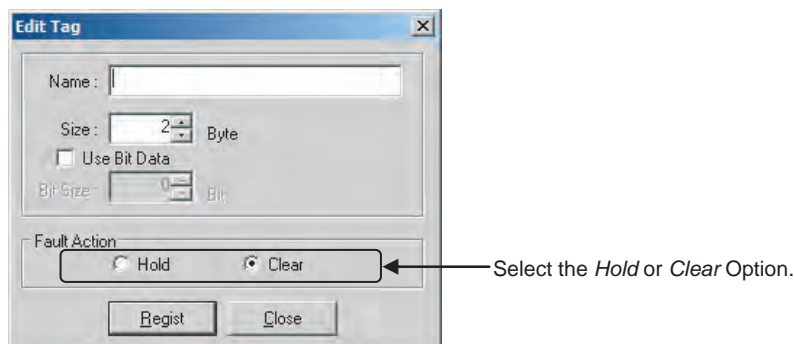 Edit Tag
Name :
Size : 2 Byte
Use Bit Data
Bit Size : 0 Bit
Fault Action
Hold Clear
Select the Hold or Clear Option.
Regist Close